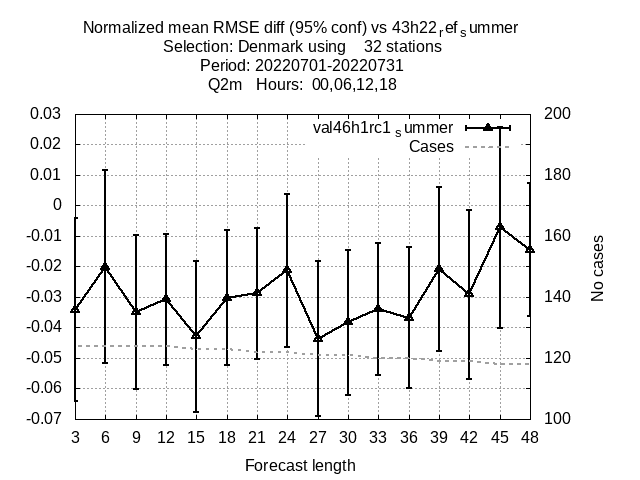 Normalized mean RMSE diff (95% conf) vs 43h22ᵣefₛummer
Selection: Denmark using    32 stations
Period: 20220701-20220731
Q2m   Hours:  00,06,12,18
0.03
0.02
0.01
0
-0.01
-0.02
-0.03
-0.04
-0.05
-0.06
-0.07
val46h1rc1ₛummer
Cases
200
180
160
140
120
100
No cases
3 6 9 12 15 18 21 24 27 30 33 36 39 42 45 48
Forecast length